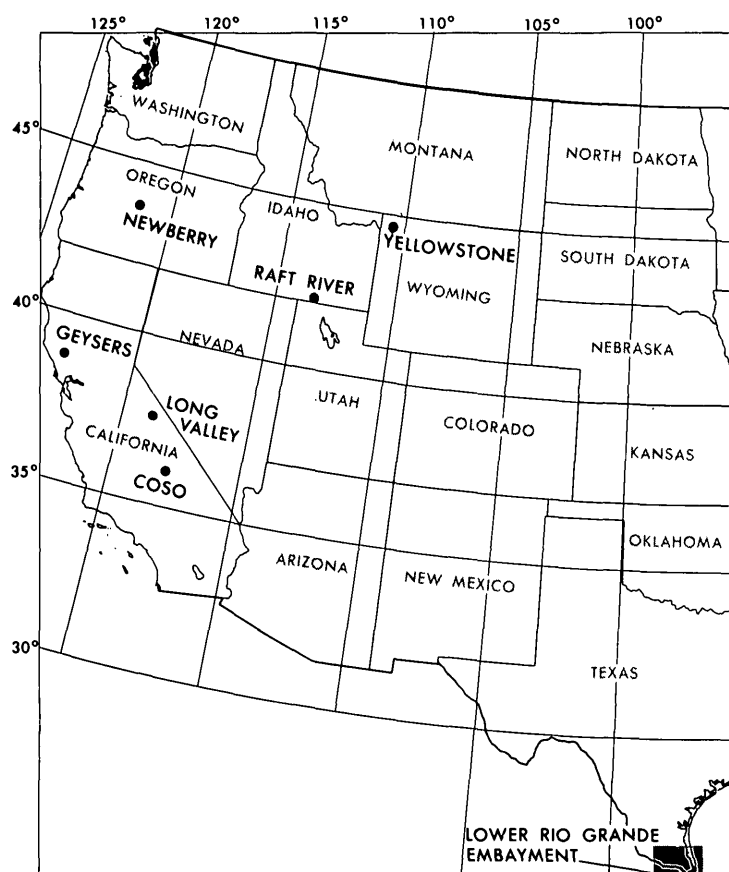 125°
120°
115°
110°
105°
100°
WASHINGTON
45°
MONTANA
NORTH DAKOTA
OREGON
IDAHO
NEWBERRY
YELLOWSTONE
SOUTH DAKOTA
RAFT RIVER
WYOMING
40°
GEYSERS
NEVADA
NEBRASKA
UTAH
LONG
VALLEY
COLORADO
CALIFORNIA
KANSAS
35°
COSO
OKLAHOMA
ARIZONA
NEW MEXICO
30°
TEXAS
LOWER RIO GRANDE
EMBAYMENT